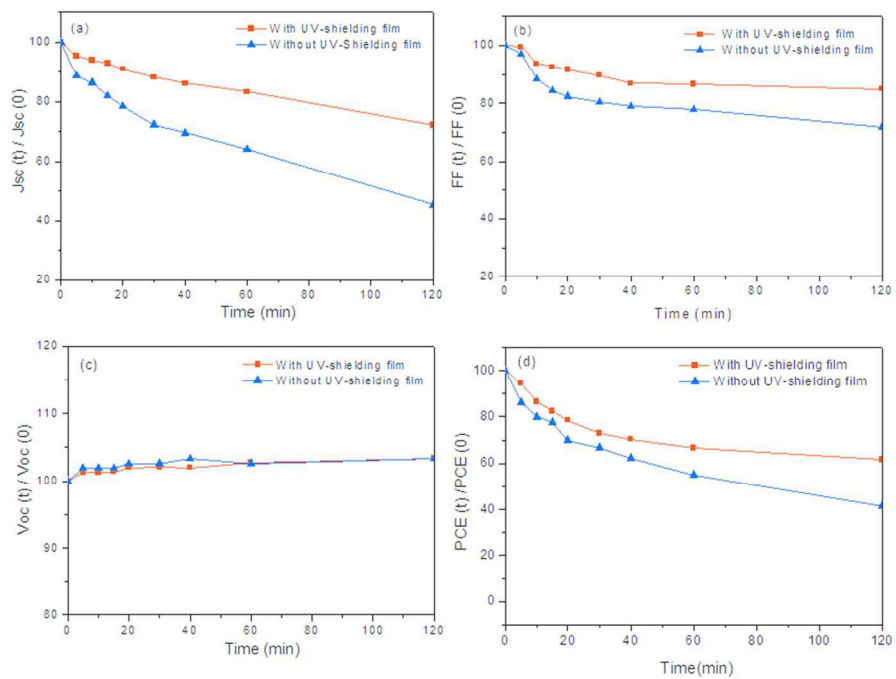 (a)
With UV-shielding film
Without UV-Shielding film
Jsc (t) / Jsc (0)
100
80
60
40
20
0 20 40 60 80 100 120
Time (min)
(b)
With UV-shielding film
Without UV-shielding film
FF (t) / FF (0)
100
80
60
40
20
0 20 40 60 80 100 120
Time (min)
(c)
With UV-shielding film
Without UV-shielding film
Voc (t) / Voc (0)
120
110
100
90
80
0 20 40 60 80 100 120
Time (min)
(d)
With UV-shielding film
Without UV-shielding film
PCE (t) /PCE (0)
100
80
60
40
20
0
0 20 40 60 80 100 120
Time(min)